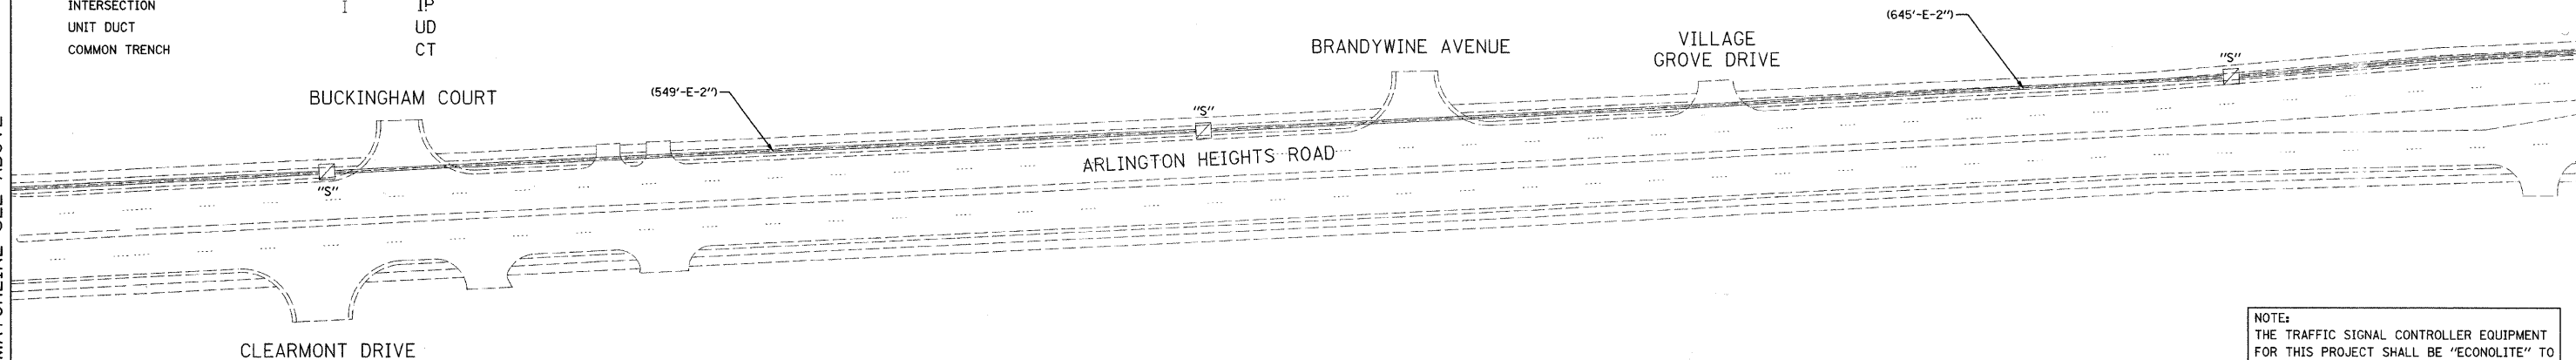 INTERSECTION I IP
UNIT DUCT UD
COMMON TRENCH CT
(645'-E-2")
BRANDYWINE AVENUE
VILLAGE
GROVE DRIVE
"S"
BUCKINGHAM COURT
(549'-E-2")
"S"
ARLINGTON HEIGHTS ROAD
"S"
CLEARMONT DRIVE
NOTE:
THE TRAFFIC SIGNAL CONTROLLER EQUIPMENT
FOR THIS PROJECT SHALL BE "ECONOLITE" TO